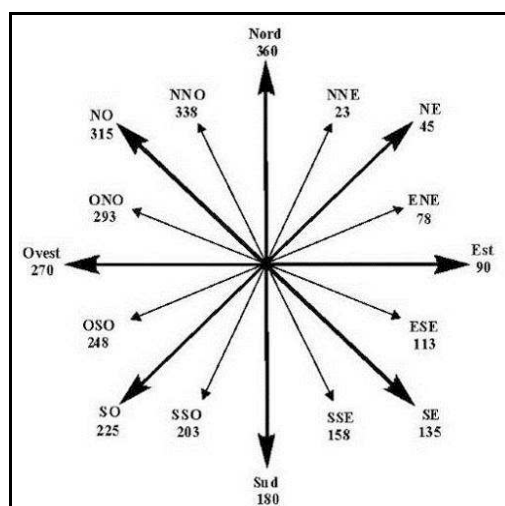 Nord
360
NNO
338
NNE
23
NO
315
NE
45
ONO
293
ENE
78
Ovest
270
Est
90
OSO
248
ESE
113
SO
225
SSO
203
SSE
158
SE
135
Sud
180